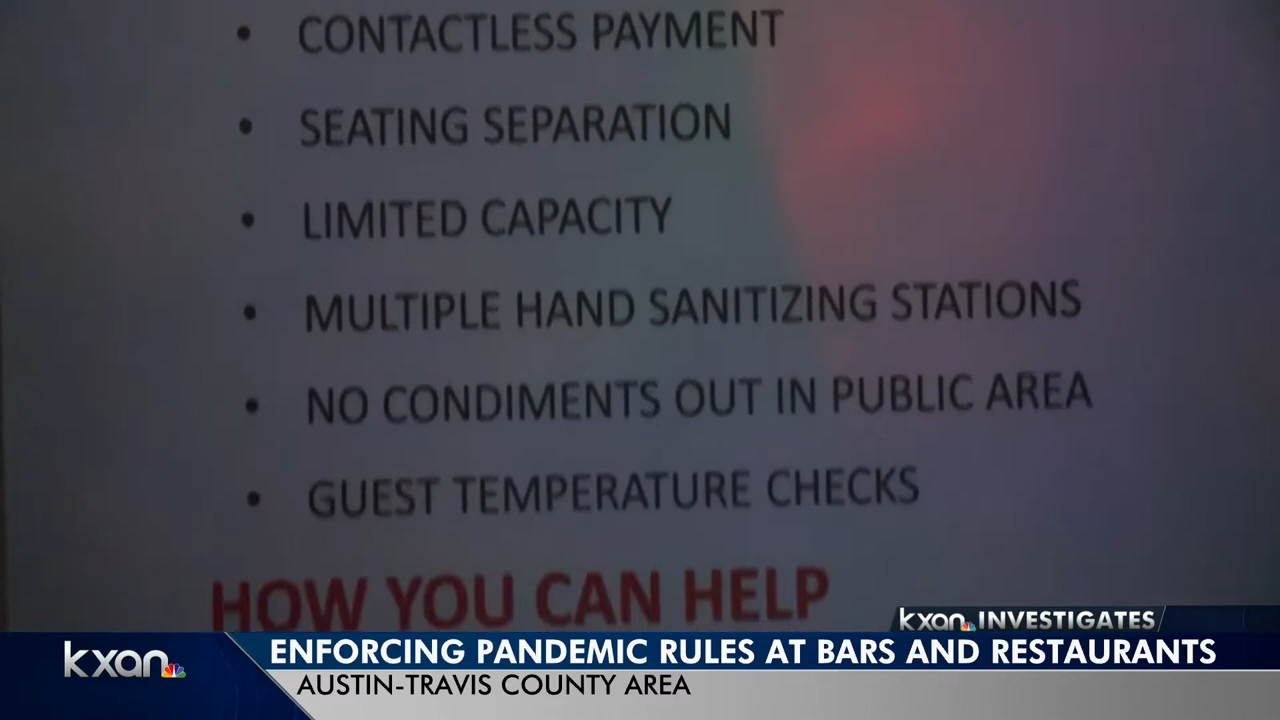 • CONTACTLESS PAYMENT
• SEATING SEPARATION
• LIMITED CAPACITY
• MULTIPLE HAND SANITIZING STATIONS
• NO CONDIMENTS OUT IN PUBLIC AREA
• GUEST TEMPERATURE CHECKS
HOW YOU CAN HELP
kxan INVESTIGATES
kxan
ENFORCING PANDEMIC RULES AT BARS AND RESTAURANTS
AUSTIN-TRAVIS COUNTY AREA